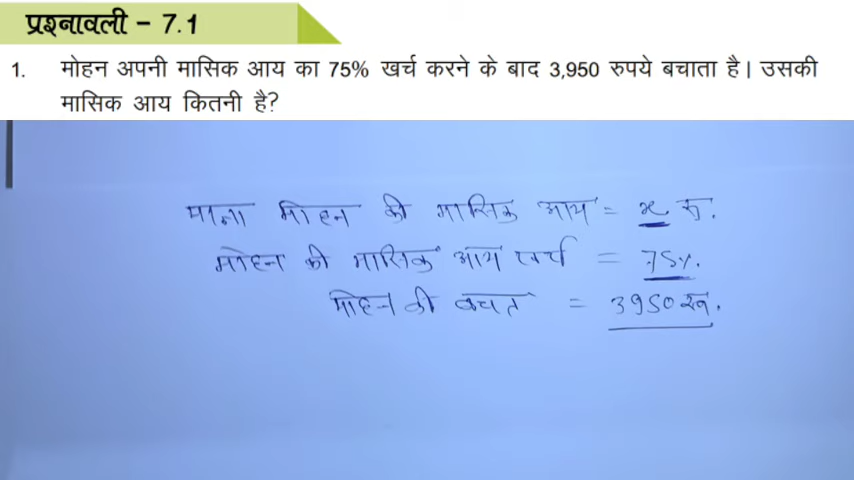 प्रश्नावली - 7.1
1. मोहन अपनी मासिक आय का 75% खर्च करने के बाद 3,950 रुपये बचाता है। उसकी
मासिक आय कितनी है?
माना मोहन की मासिक आय = x रु.
मोहन की मासिक आय खर्च = 75%.
मोहन की बचत = 3950 रू.